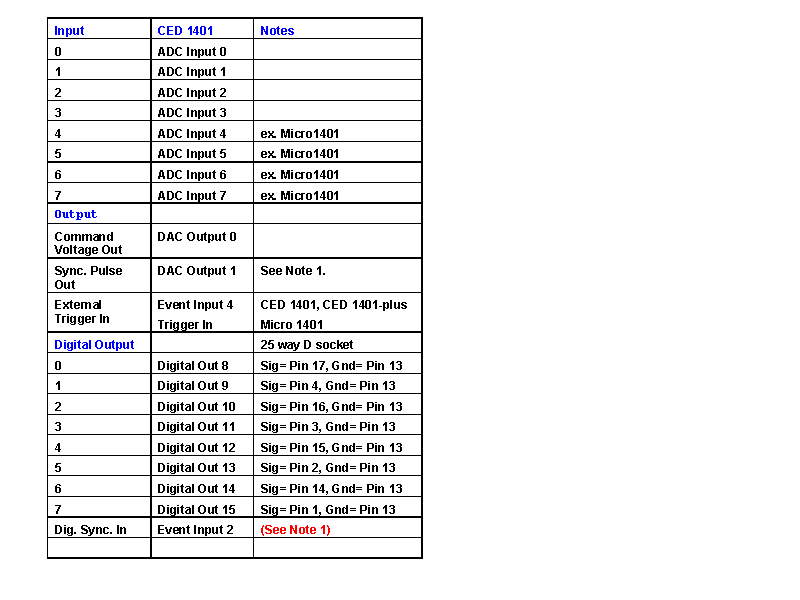 Input CED 1401 Notes
0 ADC Input 0
1 ADC Input 1
2 ADC Input 2
3 ADC Input 3
4 ADC Input 4 ex. Micro1401
5 ADC Input 5 ex. Micro1401
6 ADC Input 6 ex. Micro1401
7 ADC Input 7 ex. Micro1401
Output
Command DAC Output 0
Voltage Out
Sync. Pulse DAC Output 1 See Note 1.
Out
External Event Input 4 CED 1401, CED 1401-plus
Trigger In Trigger In Micro 1401
Digital Output 25 way D socket
0 Digital Out 8 Sig= Pin 17, Gnd= Pin 13
1 Digital Out 9 Sig= Pin 4, Gnd= Pin 13
2 Digital Out 10 Sig= Pin 16, Gnd= Pin 13
3 Digital Out 11 Sig= Pin 3, Gnd= Pin 13
4 Digital Out 12 Sig= Pin 15, Gnd= Pin 13
5 Digital Out 13 Sig= Pin 2, Gnd= Pin 13
6 Digital Out 14 Sig= Pin 14, Gnd= Pin 13
7 Digital Out 15 Sig= Pin 1, Gnd= Pin 13
Dig. Sync. In Event Input 2 (See Note 1)